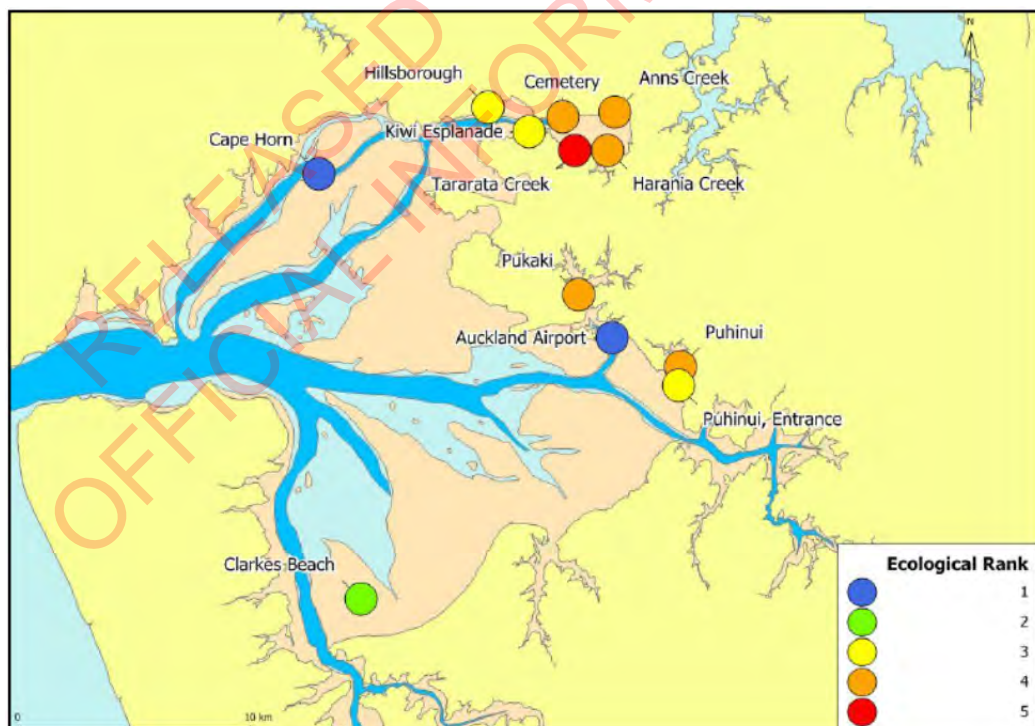 N
Hillsborough
Cemetery
Anns Creek
Cape Horn
Kiwi Esplanade
Tararata Creek
Harania Creek
Pukaki
Auckland Airport
Puhinui
Puhinui, Entrance
Clarkes Beach
0
10 km
Ecological Rank
1
2
3
4
5
RELEASED
OFFICIAL INFORM